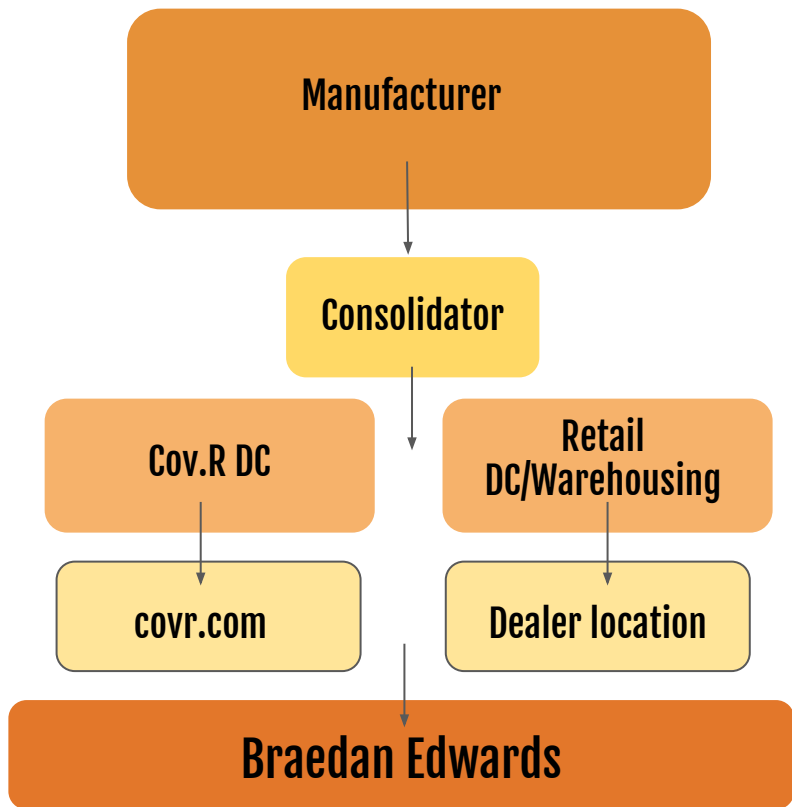 Manufacturer
Consolidator
Cov.R DC
Retail
DC/Warehousing
covr.com
Dealer location
Braedan Edwards